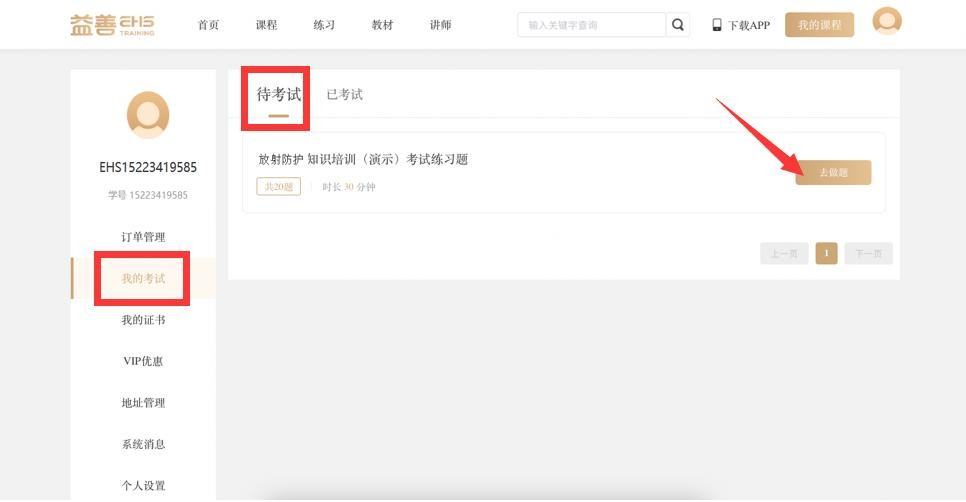 益善 EHS TRAINING
首页 课程 练习 教材 讲师
输入关键字查询
下载APP
我的课程
EHS15223419585
学号 15223419585
订单管理
我的考试
我的证书
VIP优惠
地址管理
系统消息
个人设置
待考试 已考试
放射防护 知识培训（演示）考试练习题
共20题 时长 30 分钟
去做题
上一页 1 下一页